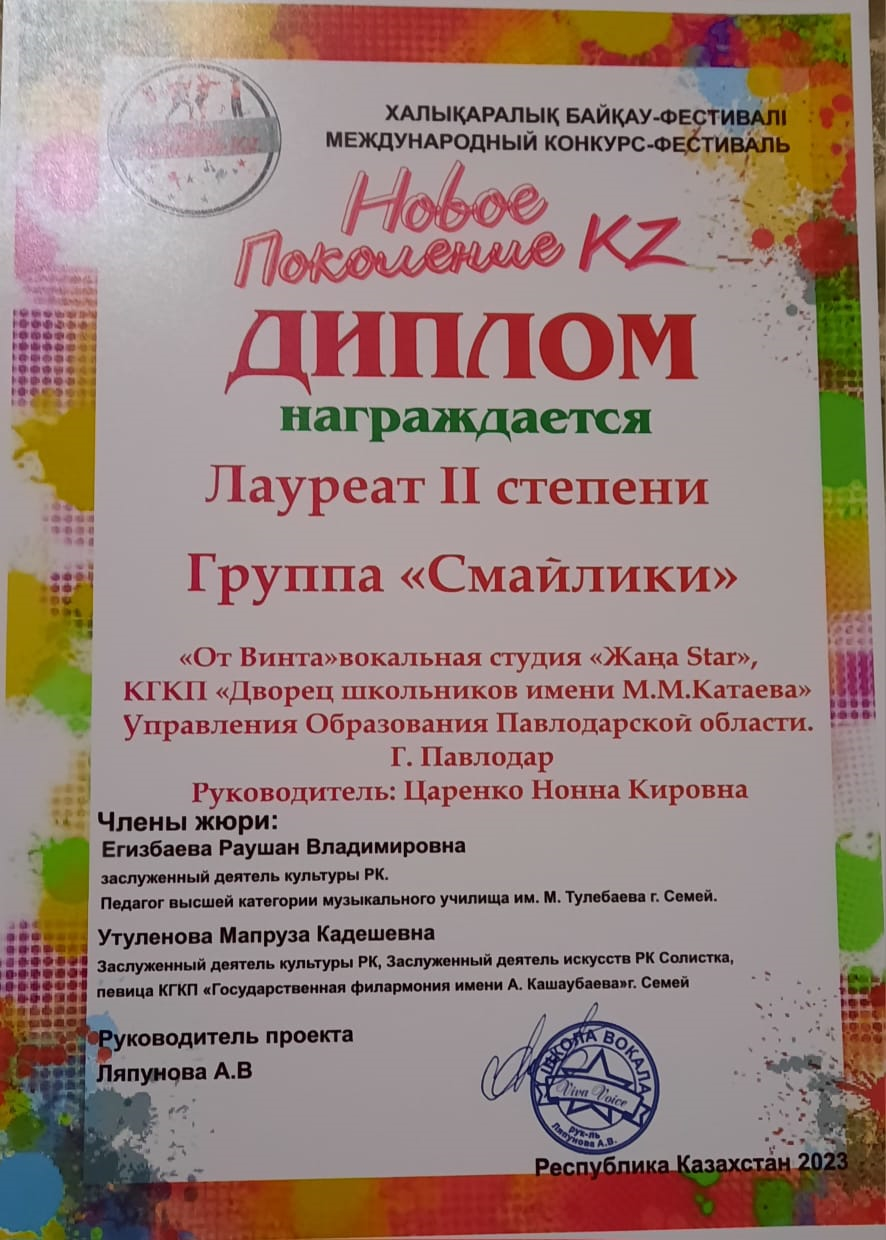 ХАЛЫҚАРАЛЫҚ БАЙҚАУ-ФЕСТИВАЛІ
МЕЖДУНАРОДНЫЙ КОНКУРС-ФЕСТИВАЛЬ
Новое
Поколение KZ
ДИПЛОМ
награждается
Лауреат II степени
Группа «Смайлики»
«От Винта»вокальная студия «Жаңа Star»,
КГКП «Дворец школьников имени М.М.Катаева»
Управления Образования Павлодарской области.
Г. Павлодар
Руководитель: Царенко Нонна Кировна
Члены жюри:
Егизбаева Раушан Владимировна
заслуженный деятель культуры РК.
Педагог высшей категории музыкального училища им. М. Тулебаева г. Семей.
Утуленова Мапруза Кадешевна
Заслуженный деятель культуры РК, Заслуженный деятель искусств РК Солистка,
певица КГКП «Государственная филармония имени А. Кашаубаева»г. Семей
Руководитель проекта
Ляпунова А.В
ШКОЛА ВОКАЛА
Viva Voice
рук-ль
Ляпунова А.В.
Республика Казахстан 2023